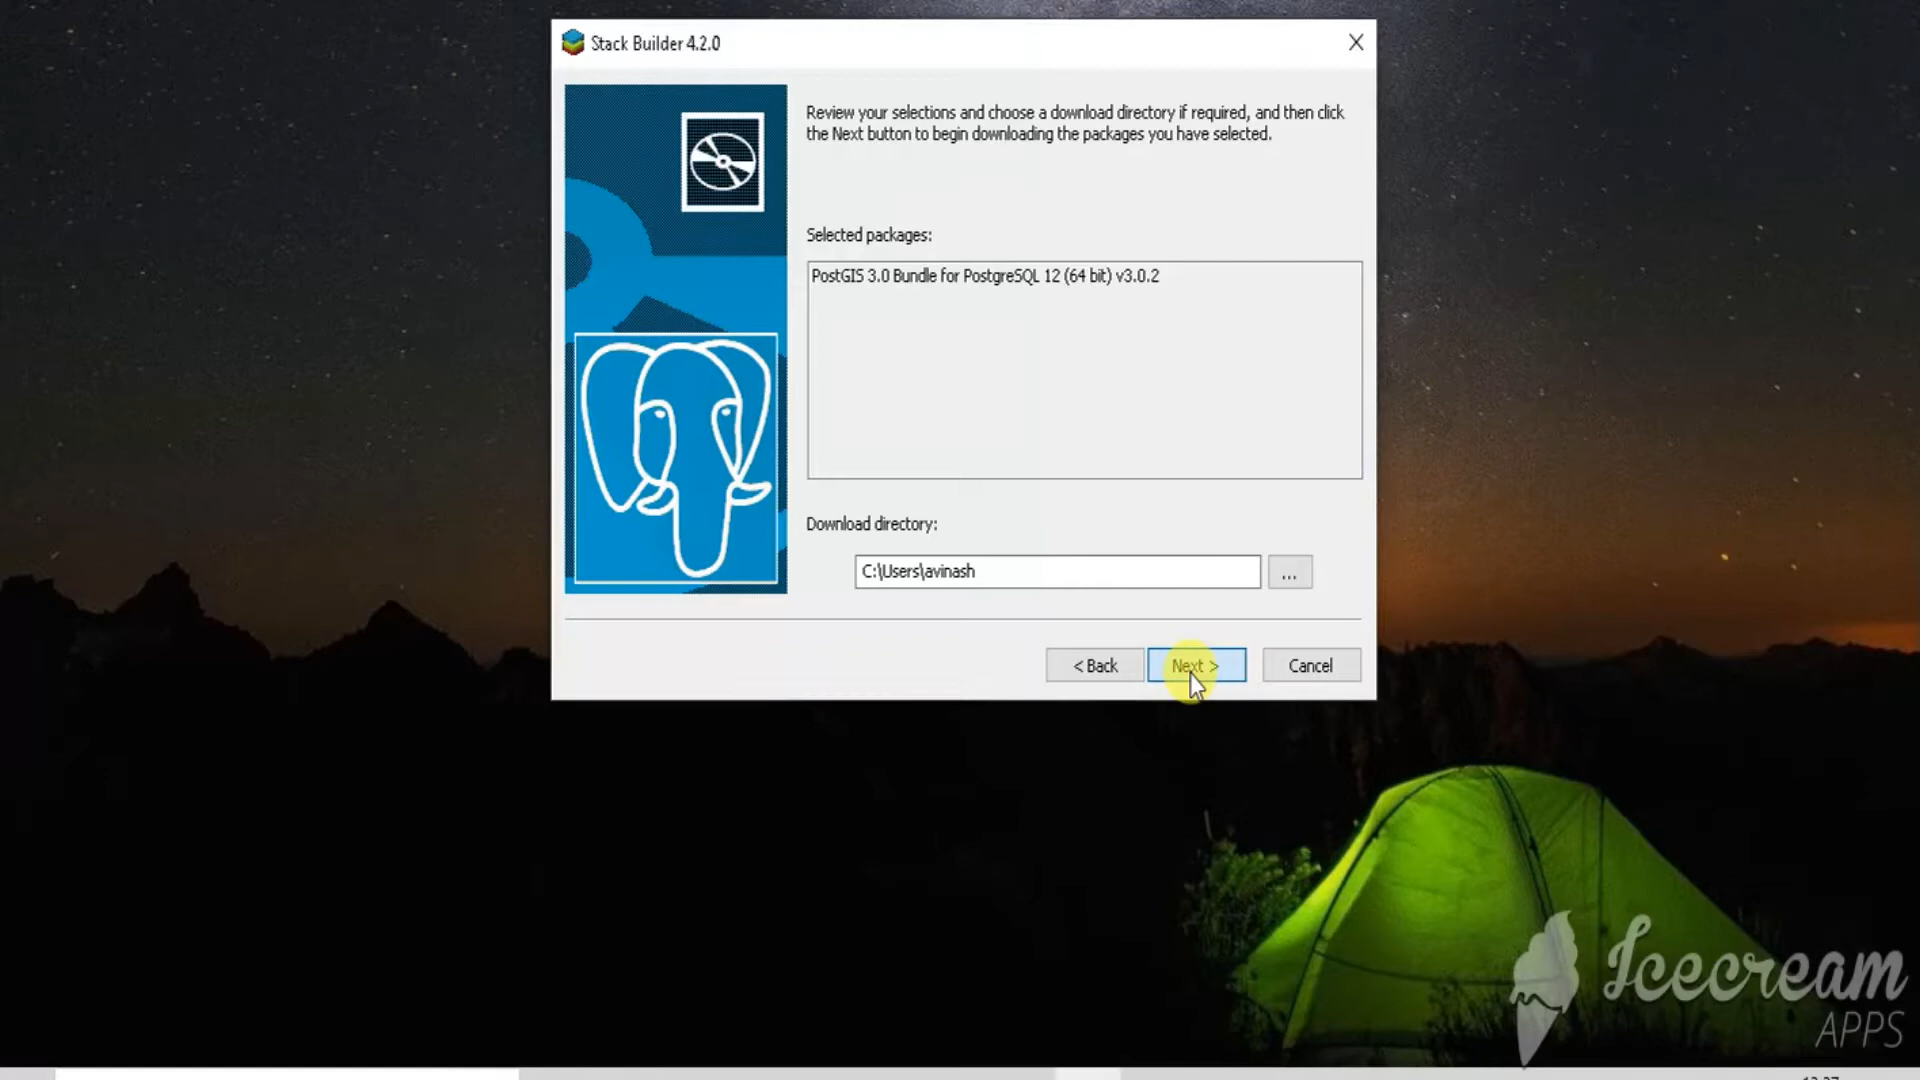 Stack Builder 4.2.0
Review your selections and choose a download directory if required, and then click
the Next button to begin downloading the packages you have selected.
Selected packages:
PostGIS 3.0 Bundle for PostgreSQL 12 (64 bit) v3.0.2
Download directory:
C:\Users\avinash
...
< Back
Next >
Cancel
Icecream
APPS